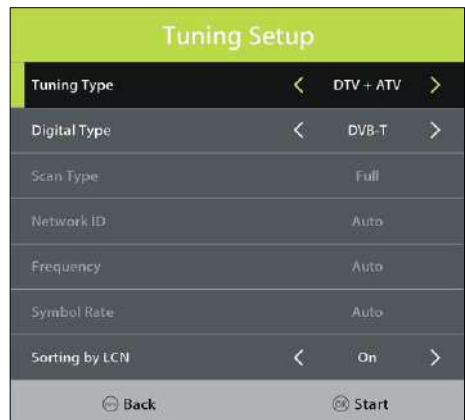 Tuning Setup
Tuning Type < DTV + ATV >
Digital Type < DVB-T >
Scan Type Full
Network ID Auto
Frequency Auto
Symbol Rate Auto
Sorting by LCN < On >
Back OK Start